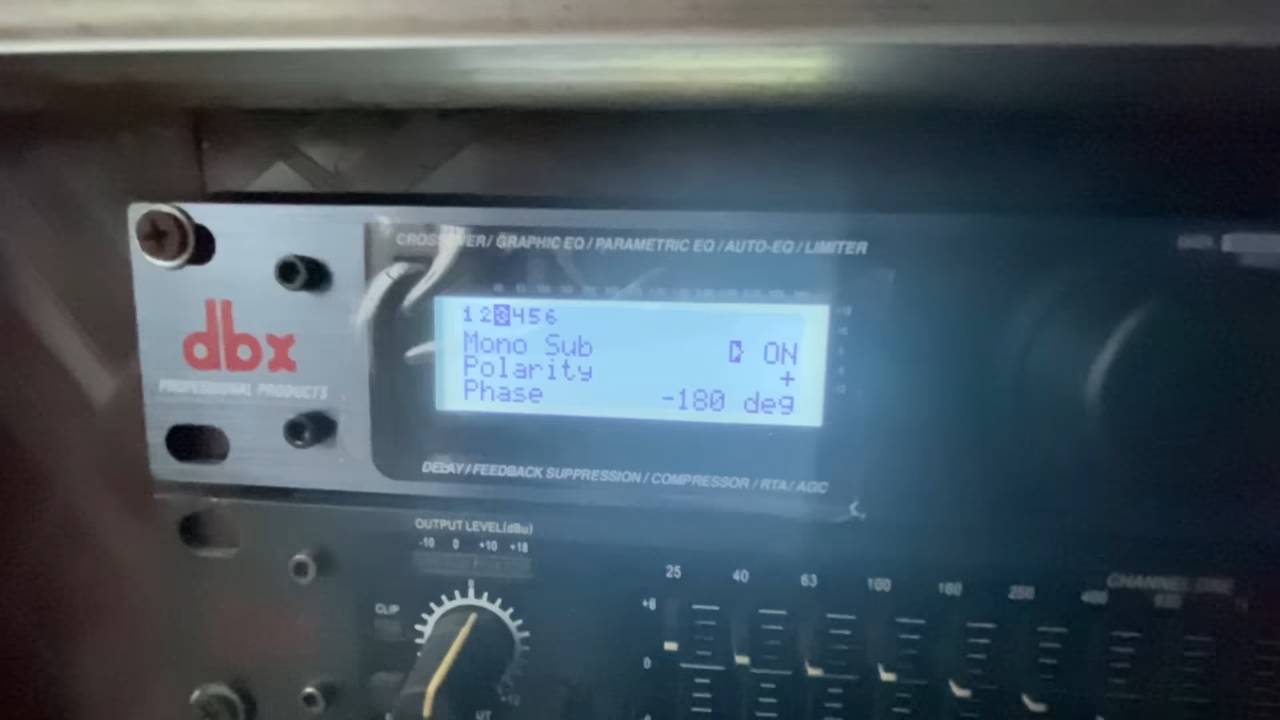 CROSSOVER / GRAPHIC EQ / PARAMETRIC EQ / AUTO-EQ / LIMITER
123456
Mono Sub ON
Polarity +
Phase -180 deg
dbx
PROFESSIONAL PRODUCTS
DELAY / FEEDBACK SUPPRESSION / COMPRESSOR / RTA / AGC
OUTPUT LEVEL(dBu)
-10 0 +10 +18
CLIP
25 40 63 100 160 250
CHANNEL ONE
+6
0